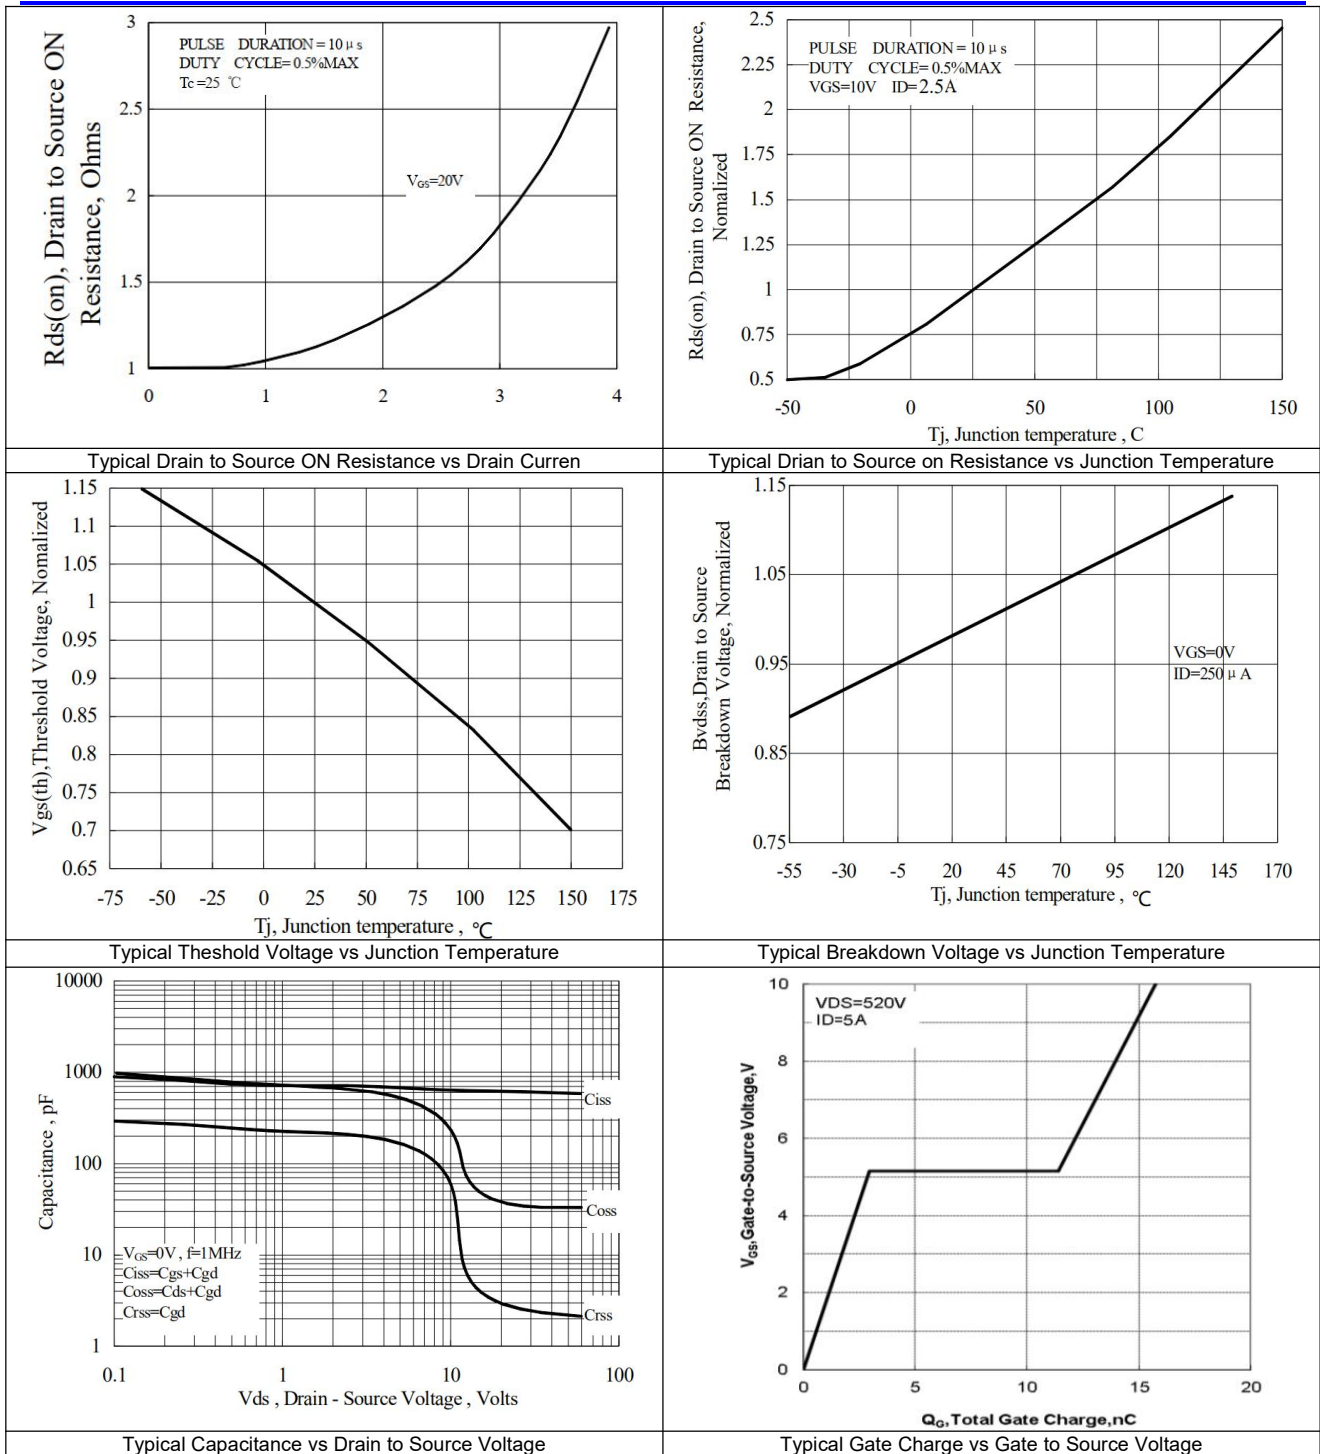 Rds(on), Drain to Source ON
Resistance, Ohms
3
2.5
2
1.5
1
PULSE DURATION = 10 μ s
DUTY CYCLE= 0.5%MAX
Tc =25 ℃
VGS=20V
0 1 2 3 4
Typical Drain to Source ON Resistance vs Drain Curren
Rds(on), Drain to Source ON Resistance,
Nomalized
2.5
2.25
2
1.75
1.5
1.25
1
0.75
0.5
PULSE DURATION = 10 μ s
DUTY CYCLE= 0.5%MAX
VGS=10V ID=2.5A
-50 0 50 100 150
Tj, Junction temperature , C
Typical Drian to Source on Resistance vs Junction Temperature
Vgs(th),Threshold Voltage, Nomalized
1.15
1.1
1.05
1
0.95
0.9
0.85
0.8
0.75
0.7
0.65
-75 -50 -25 0 25 50 75 100 125 150 175
Tj, Junction temperature , ℃
Typical Theshold Voltage vs Junction Temperature
Bvdss,Drain to Source
Breakdown Voltage, Normalized
1.15
1.05
0.95
0.85
0.75
VGS=0V
ID=250 μ A
-55 -30 -5 20 45 70 95 120 145 170
Tj, Junction temperature , ℃
Typical Breakdown Voltage vs Junction Temperature
Capacitance , pF
10000
1000
100
10
1
Ciss
Coss
Crss
VGS=0V , f=1MHz
Ciss=Cgs+Cgd
Coss=Cds+Cgd
Crss=Cgd
0.1 1 10 100
Vds , Drain - Source Voltage , Volts
Typical Capacitance vs Drain to Source Voltage
VGS,Gate-to-Source Voltage,V
10
8
6
4
2
0
VDS=520V
ID=5A
0 5 10 15 20
QG,Total Gate Charge,nC
Typical Gate Charge vs Gate to Source Voltage